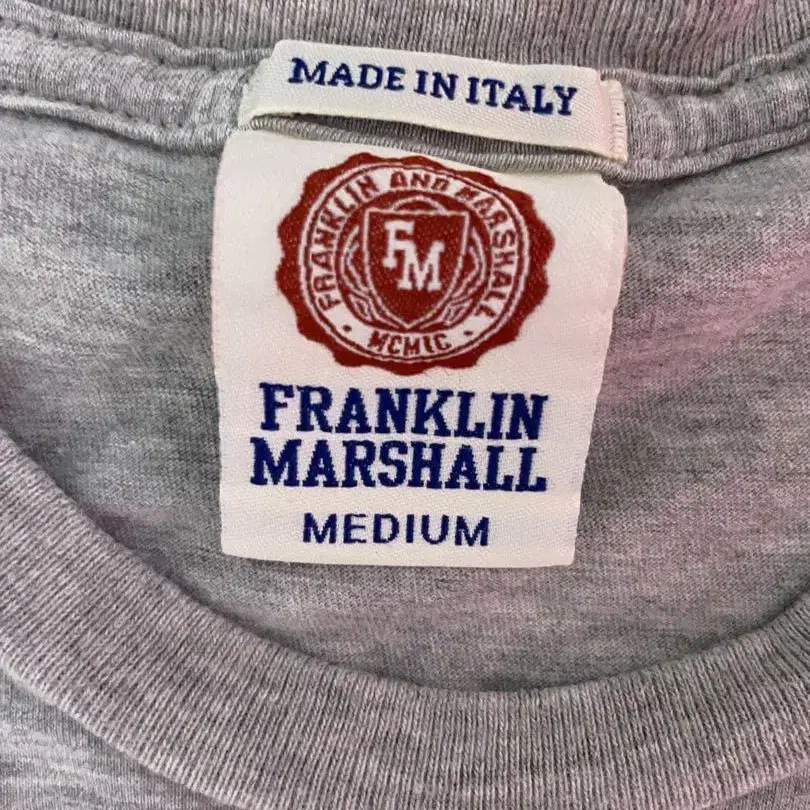 MADE IN ITALY
FRANKLIN AND MARSHALL
FM
MCMIC
FRANKLIN
MARSHALL
MEDIUM